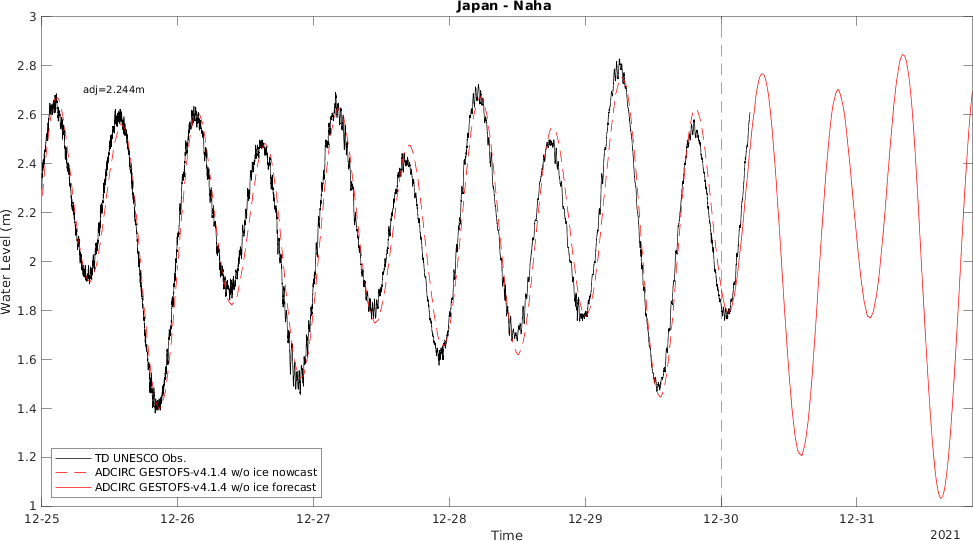 Japan - Naha
3
2.8
2.6
2.4
2.2
2
1.8
1.6
1.4
1.2
1
Water Level (m)
adj=2.244m
TD UNESCO Obs.
ADCIRC GESTOFS-v4.1.4 w/o ice nowcast
ADCIRC GESTOFS-v4.1.4 w/o ice forecast
12-25 12-26 12-27 12-28 12-29 12-30 12-31
Time
2021